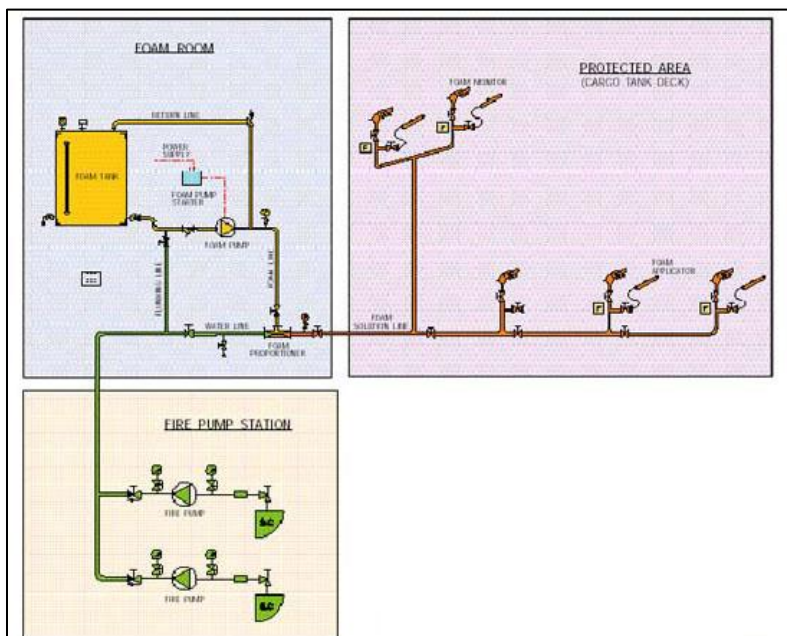 FOAM ROOM
RETURN LINE
POWER
SUPPLY
FOAM TANK
FOAM PUMP
STARTER
FOAM PUMP
FLUSHING LINE
FOAM LINE
WATER LINE
FOAM
PROPORTIONER
PROTECTED AREA
(CARGO TANK DECK)
FOAM MONITOR
F
F
FOAM
APPLICATOR
F
F
FOAM
SOLUTION LINE
FIRE PUMP STATION
FIRE PUMP
S.C
FIRE PUMP
S.C